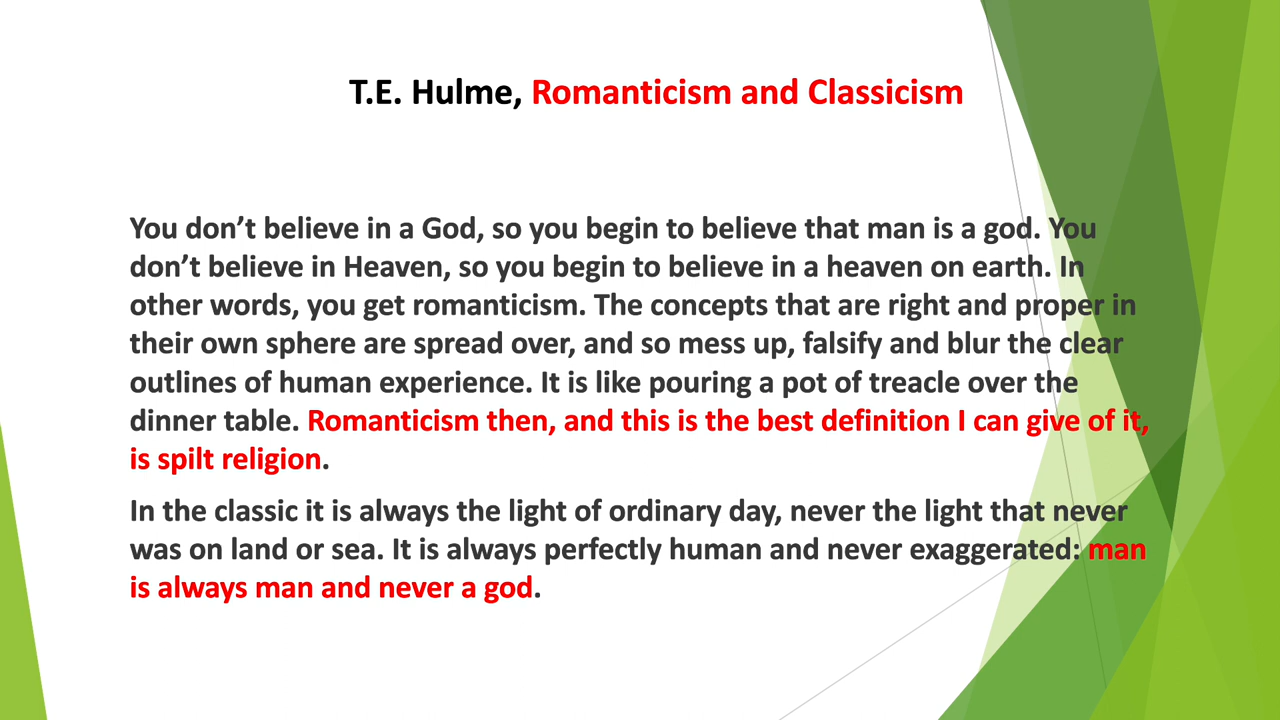 T.E. Hulme, Romanticism and Classicism
You don’t believe in a God, so you begin to believe that man is a god. You
don’t believe in Heaven, so you begin to believe in a heaven on earth. In
other words, you get romanticism. The concepts that are right and proper in
their own sphere are spread over, and so mess up, falsify and blur the clear
outlines of human experience. It is like pouring a pot of treacle over the
dinner table. Romanticism then, and this is the best definition I can give of it,
is spilt religion.
In the classic it is always the light of ordinary day, never the light that never
was on land or sea. It is always perfectly human and never exaggerated: man
is always man and never a god.